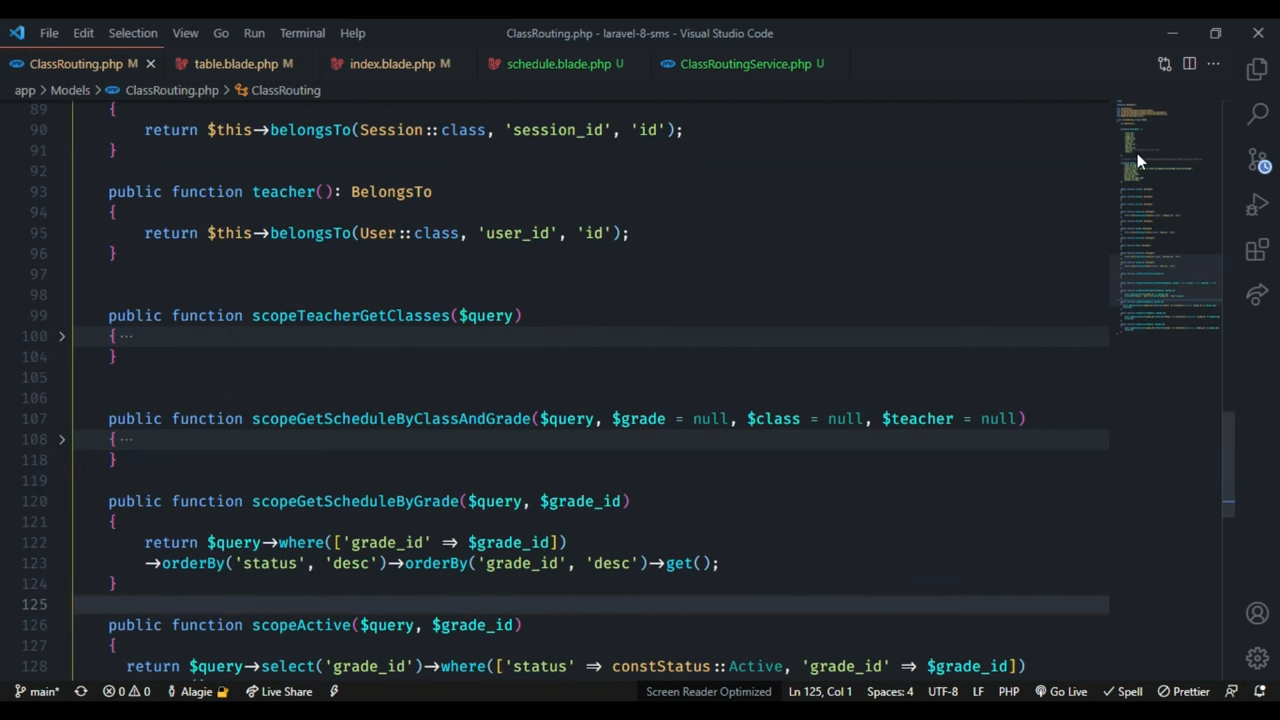 File Edit Selection View Go Run Terminal Help ClassRouting.php - laravel-8-sms - Visual Studio Code
ClassRouting.php M table.blade.php M index.blade.php M schedule.blade.php U ClassRoutingService.php U
app > Models > ClassRouting.php > ClassRouting
89 {
90 return $this->belongsTo(Session::class, 'session_id', 'id');
91 }
92
93 public function teacher(): BelongsTo
94 {
95 return $this->belongsTo(User::class, 'user_id', 'id');
96 }
97
98
99 public function scopeTeacherGetClasses($query)
100 { ...
104 }
105
106
107 public function scopeGetScheduleByClassAndGrade($query, $grade = null, $class = null, $teacher = null)
108 { ...
118 }
119
120 public function scopeGetScheduleByGrade($query, $grade_id)
121 {
122 return $query->where(['grade_id' => $grade_id])
123 ->orderBy('status', 'desc')->orderBy('grade_id', 'desc')->get();
124 }
125
126 public function scopeActive($query, $grade_id)
127 {
128 return $query->select('grade_id')->where(['status' => constStatus::Active, 'grade_id' => $grade_id])
main* 0 0 Alagie Live Share Screen Reader Optimized Ln 125, Col 1 Spaces: 4 UTF-8 LF PHP Go Live Spell Prettier